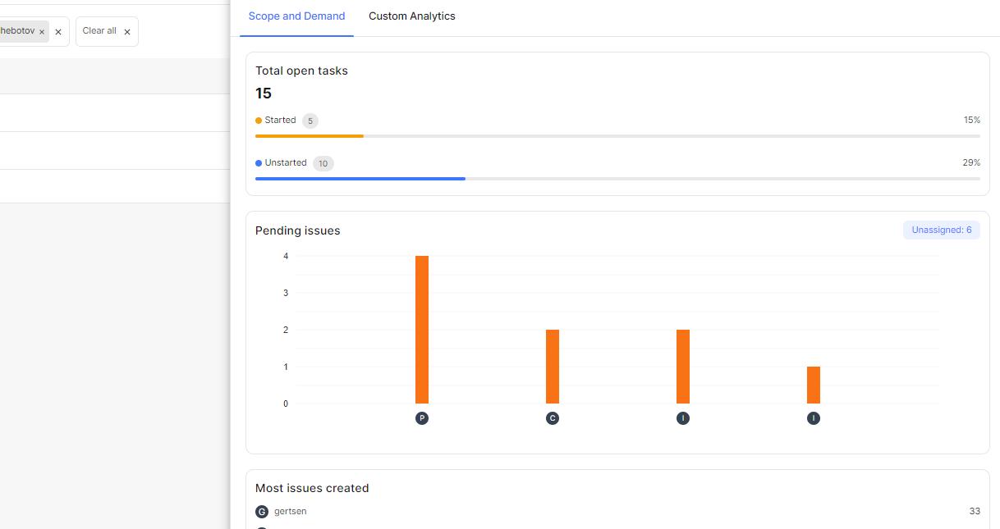 Scope and Demand Custom Analytics
hebotov × ×
Clear all ×
Total open tasks
15
Started 5 15%
Unstarted 10 29%
Pending issues Unassigned: 6
4
3
2
1
0
P C I I
Most issues created
G gertsen 33